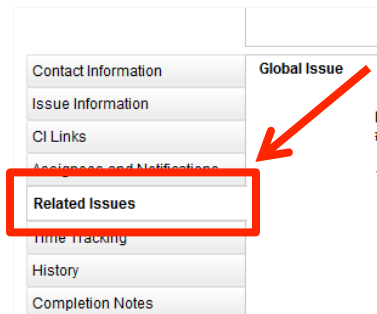 Contact Information
Global Issue
Issue Information
CI Links
Assignees and Notifications
Related Issues
Time Tracking
History
Completion Notes